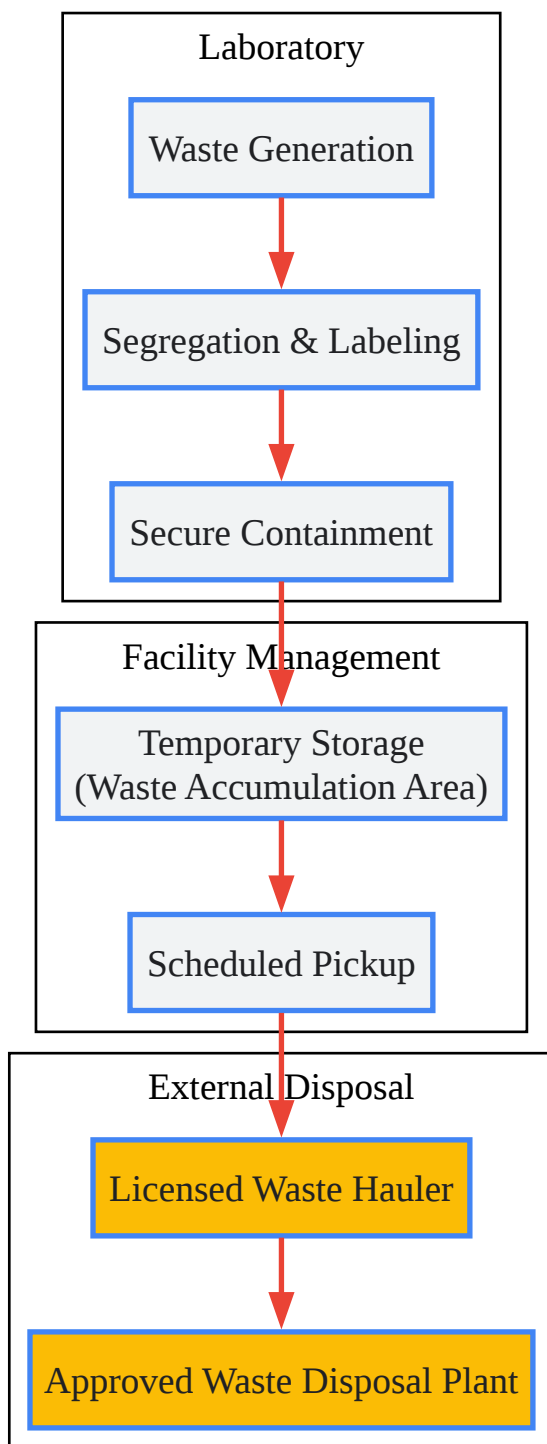 Laboratory
Waste Generation
Segregation & Labeling
Secure Containment
Facility Management
Temporary Storage
(Waste Accumulation Area)
Scheduled Pickup
External Disposal
Licensed Waste Hauler
Approved Waste Disposal Plant